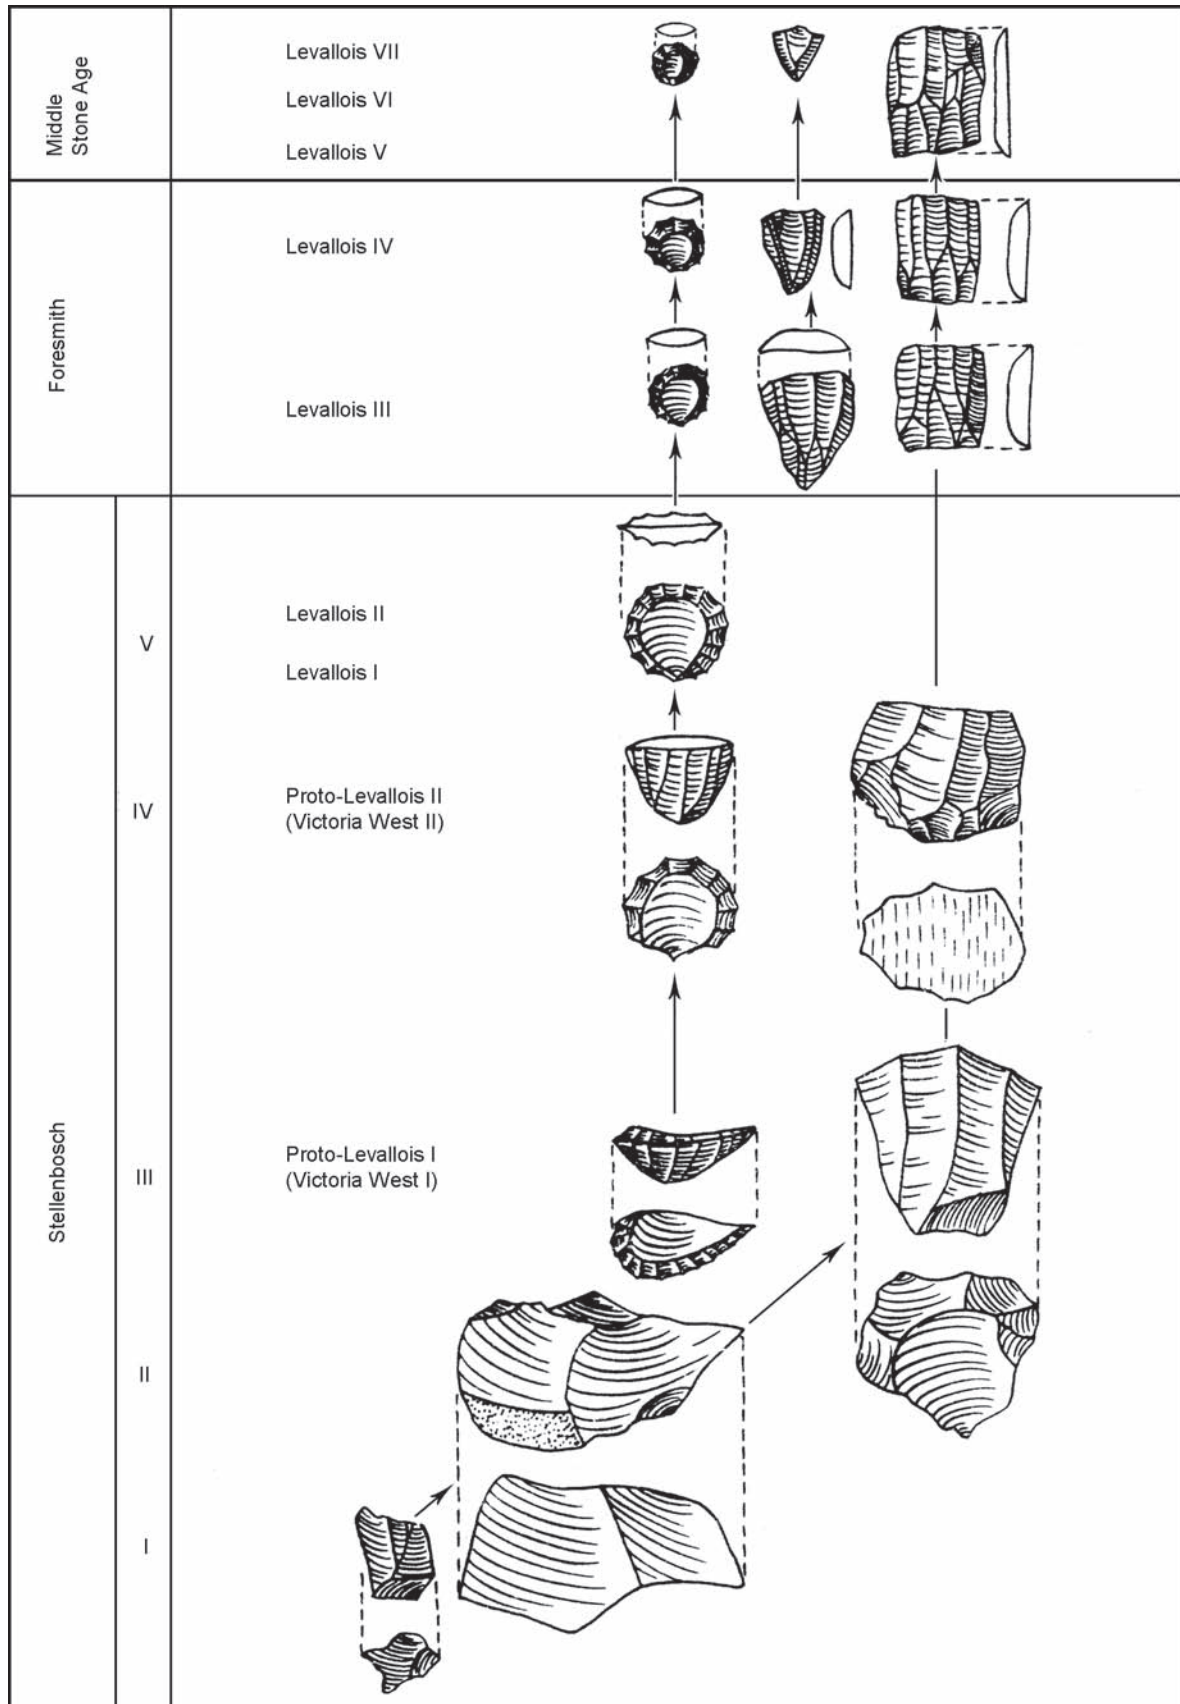 Middle
Stone Age
Levallois VII
Levallois VI
Levallois V
Foresmith
Levallois IV
Levallois III
Stellenbosch
V
Levallois II
Levallois I
IV
Proto-Levallois II
(Victoria West II)
III
Proto-Levallois I
(Victoria West I)
II
I